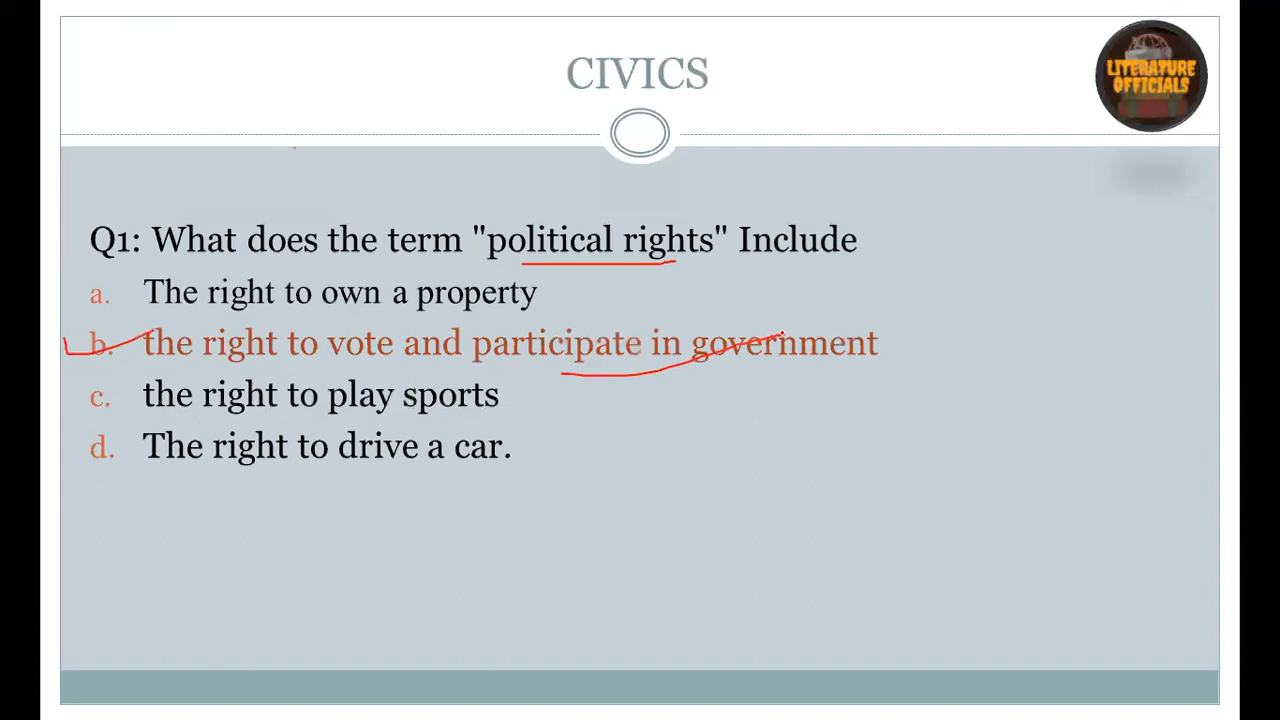 CIVICS
LITERATURE
OFFICIALS
Q1: What does the term "political rights" Include
a. The right to own a property
b. the right to vote and participate in government
c. the right to play sports
d. The right to drive a car.